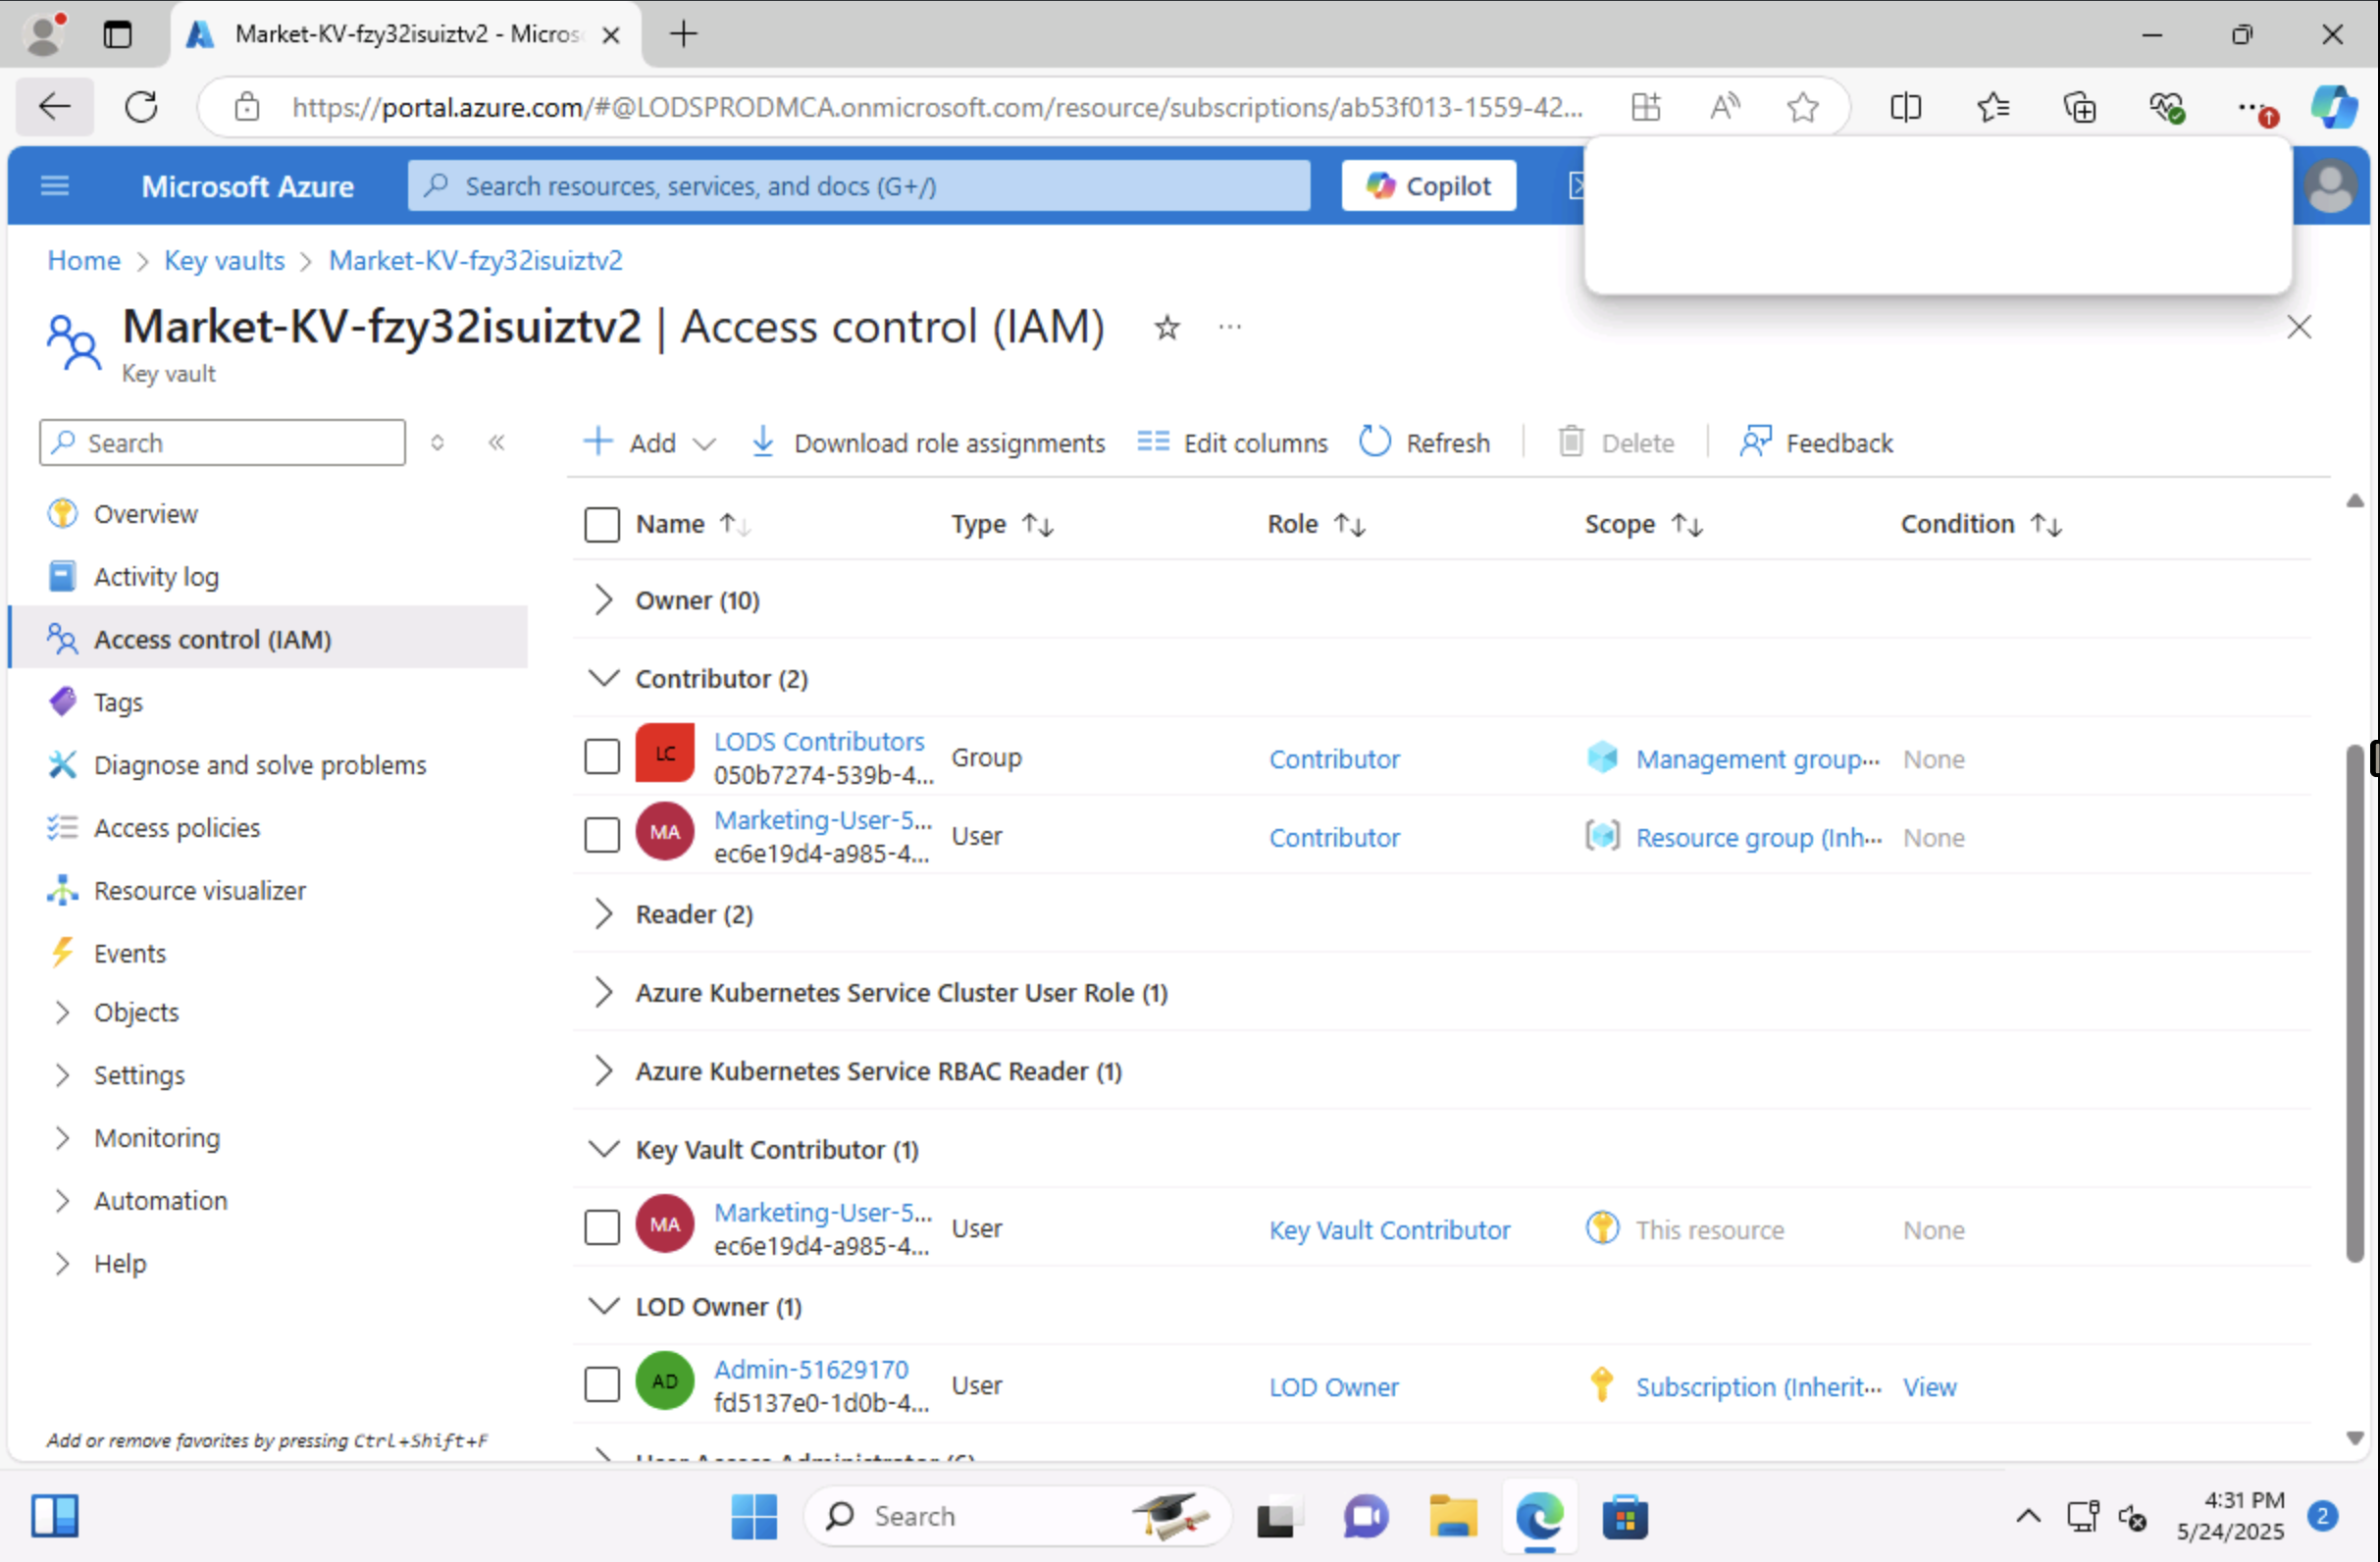 Market-KV-fzy32isuiztv2 - Micros
https://portal.azure.com/#@LODSPRODMCA.onmicrosoft.com/resource/subscriptions/ab53f013-1559-42...
Microsoft Azure
Search resources, services, and docs (G+/)
Copilot
Home > Key vaults > Market-KV-fzy32isuiztv2
Market-KV-fzy32isuiztv2 | Access control (IAM)
Key vault
Search
Add
Download role assignments
Edit columns
Refresh
Delete
Feedback
Overview
Activity log
Access control (IAM)
Tags
Diagnose and solve problems
Access policies
Resource visualizer
Events
Objects
Settings
Monitoring
Automation
Help
Add or remove favorites by pressing Ctrl+Shift+F
Name Type Role Scope Condition
Owner (10)
Contributor (2)
LC LODS Contributors Group Contributor Management group... None
050b7274-539b-4...
MA Marketing-User-5... User Contributor Resource group (Inh... None
ec6e19d4-a985-4...
Reader (2)
Azure Kubernetes Service Cluster User Role (1)
Azure Kubernetes Service RBAC Reader (1)
Key Vault Contributor (1)
MA Marketing-User-5... User Key Vault Contributor This resource None
ec6e19d4-a985-4...
LOD Owner (1)
AD Admin-51629170 User LOD Owner Subscription (Inherit... View
fd5137e0-1d0b-4...
User Access Administrator (6)
Search
4:31 PM
5/24/2025
2